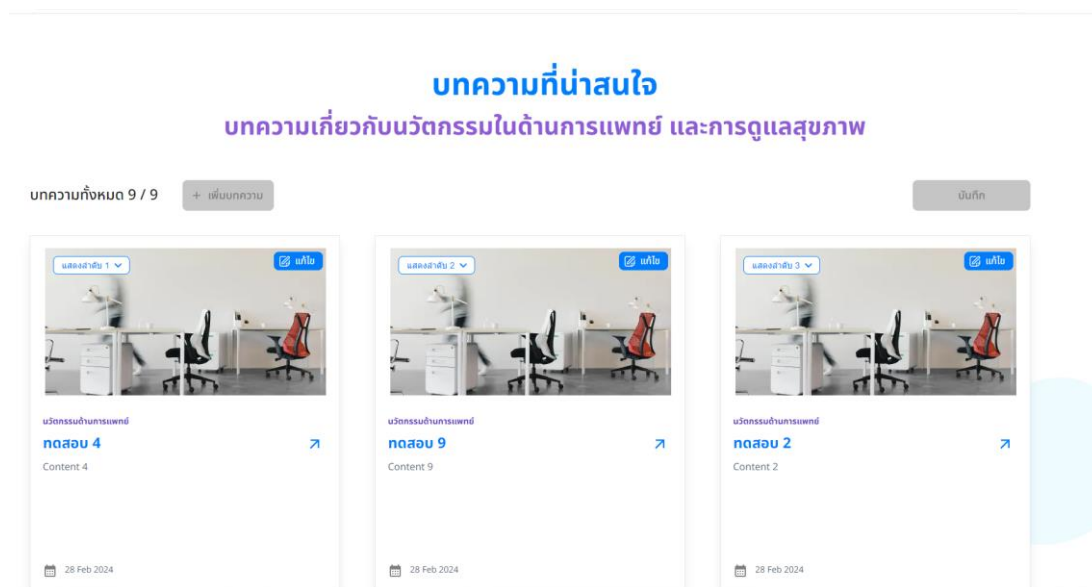 บทความที่น่าสนใจ
บทความเกี่ยวกับนวัตกรรมในด้านการแพทย์ และการดูแลสุขภาพ
บทความทั้งหมด 9 / 9
+ เพิ่มบทความ
บันทึก
แสดงลำดับ 1
แก้ไข
แสดงลำดับ 2
แก้ไข
แสดงลำดับ 3
แก้ไข
นวัตกรรมด้านการแพทย์
ทดสอบ 4
Content 4
28 Feb 2024
นวัตกรรมด้านการแพทย์
ทดสอบ 9
Content 9
28 Feb 2024
นวัตกรรมด้านการแพทย์
ทดสอบ 2
Content 2
28 Feb 2024